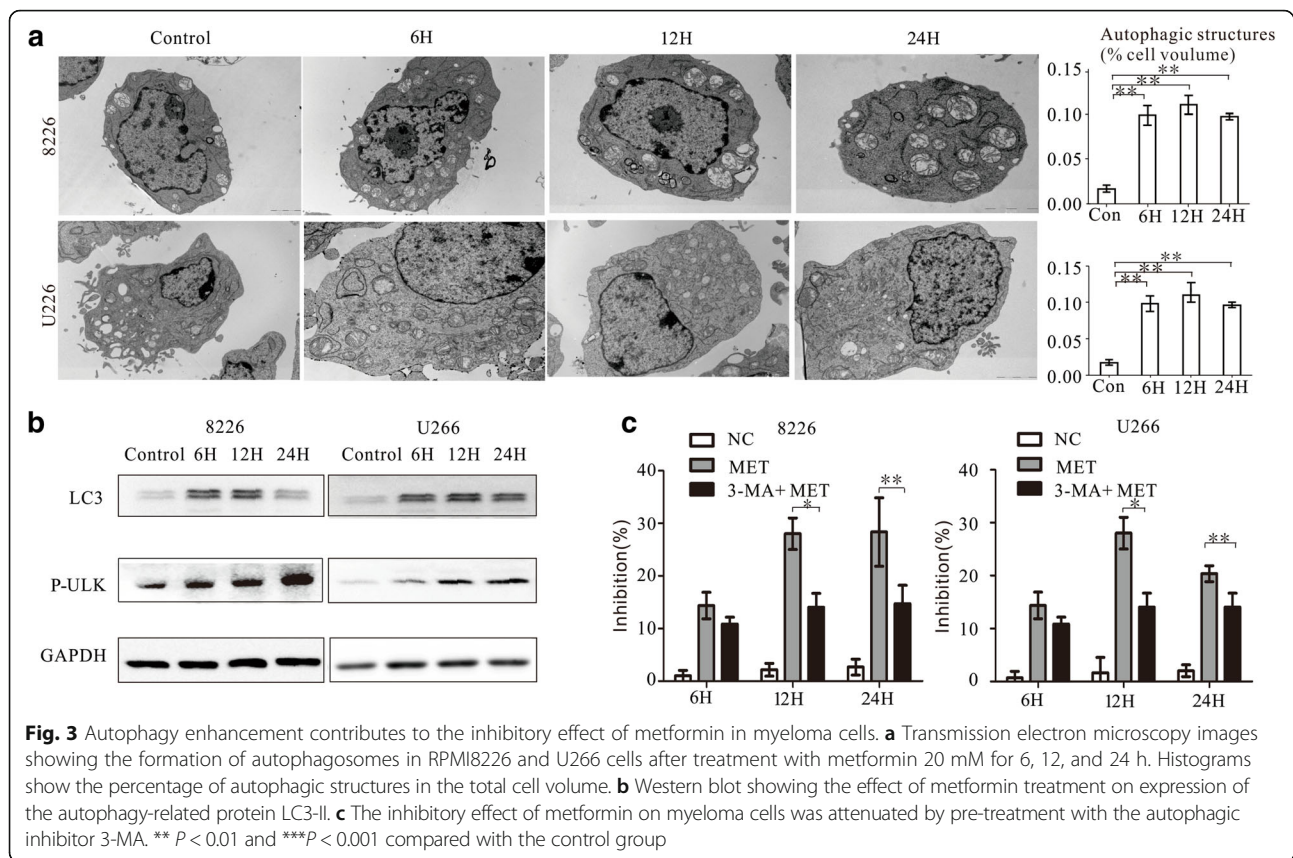 a
Control 6H 12H 24H
Autophagic structures
(% cell voulume)
8226
0.15
0.10
0.05
0.00
** ** **
Con 6H 12H 24H
U226
0.15
0.10
0.05
0.00
** ** **
Con 6H 12H 24H
b
8226 U266
Control 6H 12H 24H Control 6H 12H 24H
LC3
P-ULK
GAPDH
c
8226
NC
MET
3-MA+ MET
Inhibition(%)
40
30
20
10
0
* **
6H 12H 24H
U266
NC
MET
3-MA+ MET
Inhibition(%)
40
30
20
10
0
* **
6H 12H 24H
Fig. 3 Autophagy enhancement contributes to the inhibitory effect of metformin in myeloma cells. a Transmission electron microscopy images
showing the formation of autophagosomes in RPMI8226 and U266 cells after treatment with metformin 20 mM for 6, 12, and 24 h. Histograms
show the percentage of autophagic structures in the total cell volume. b Western blot showing the effect of metformin treatment on expression of
the autophagy-related protein LC3-II. c The inhibitory effect of metformin on myeloma cells was attenuated by pre-treatment with the autophagic
inhibitor 3-MA. ** P < 0.01 and ***P < 0.001 compared with the control group